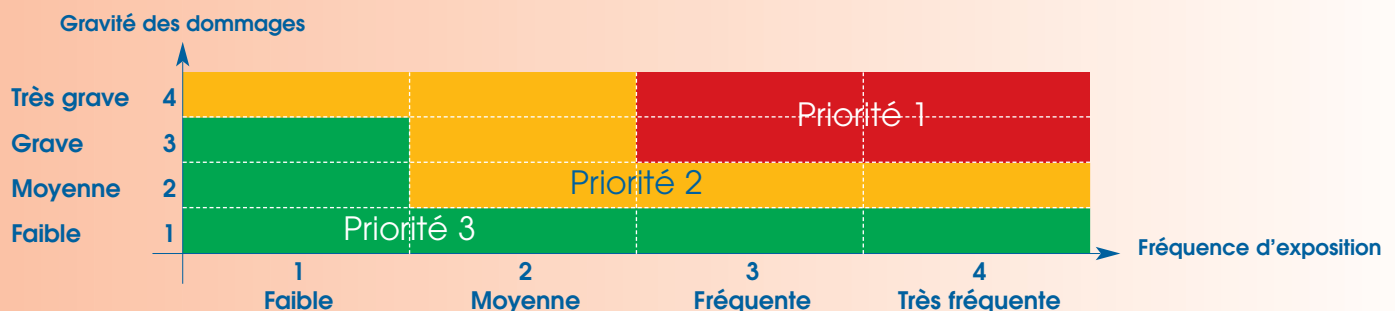 Gravité des dommages
Très grave 4
Priorité 1
Grave 3
Moyenne 2
Priorité 2
Faible 1
Priorité 3
Fréquence d’exposition
1 2 3 4
Faible Moyenne Fréquente Très fréquente